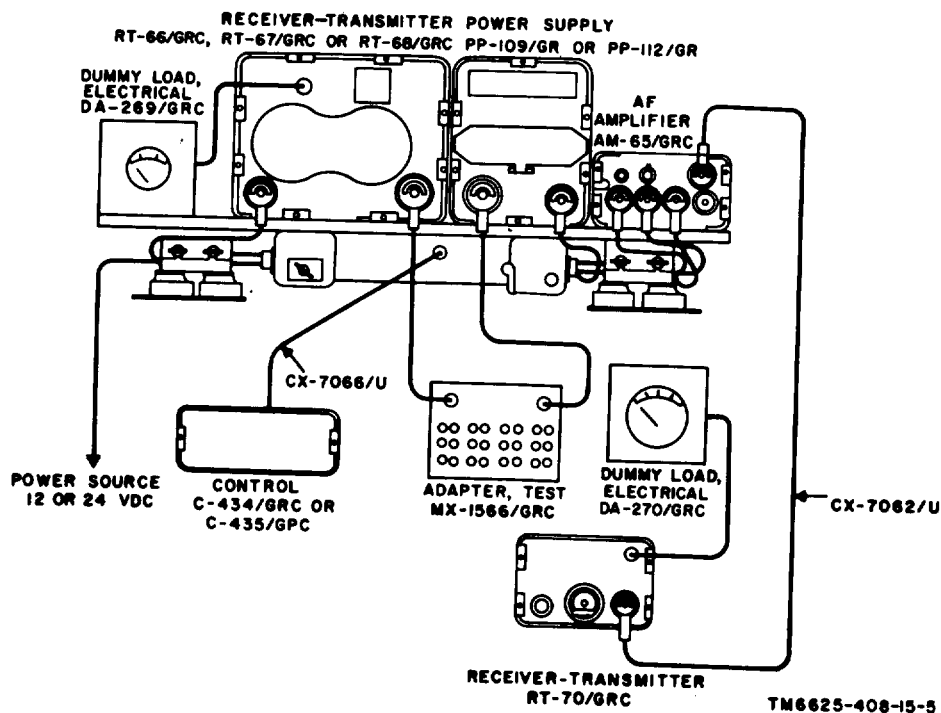 RECEIVER-TRANSMITTER POWER SUPPLY
RT-66/GRC, RT-67/GRC OR RT-68/GRC PP-109/GR OR PP-112/GR
DUMMY LOAD,
ELECTRICAL
DA-269/GRC
AF
AMPLIFIER
AM-65/GRC
CX-7066/U
POWER SOURCE
12 OR 24 VDC
CONTROL
C-434/GRC OR
C-435/GPC
ADAPTER, TEST
MX-1566/GRC
DUMMY LOAD,
ELECTRICAL
DA-270/GRC
CX-7062/U
RECEIVER-TRANSMITTER
RT-70/GRC
TM6625-408-15-5